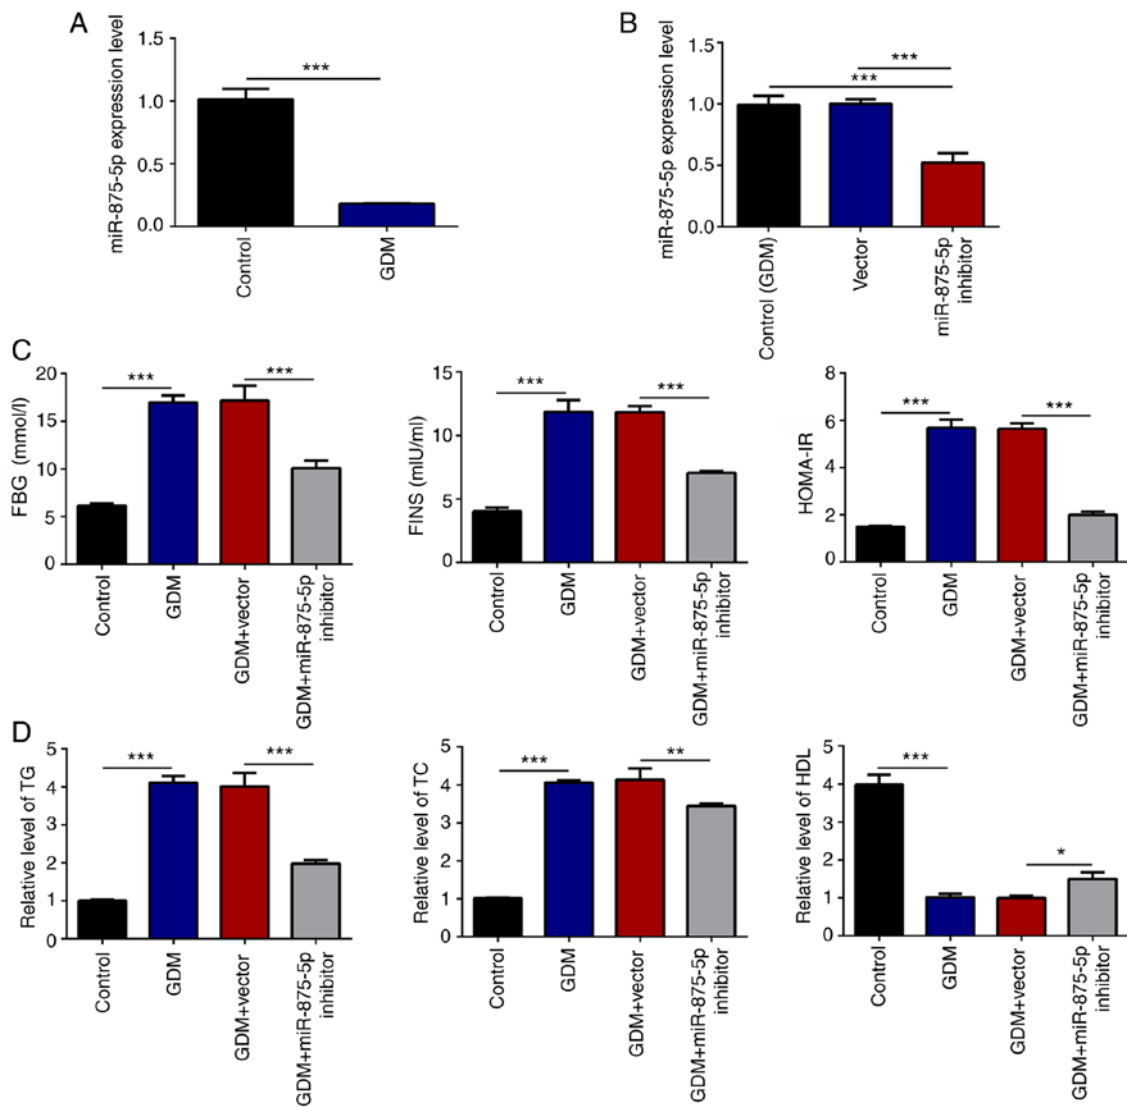 A
miR-875-5p expression level
1.5
1.0
0.5
0.0
***
Control
GDM
B
miR-875-5p expression level
1.5
1.0
0.5
0.0
***
***
Control (GDM)
Vector
miR-875-5p
inhibitor
C
FBG (mmol/l)
20
15
10
5
0
***
***
Control
GDM
GDM+vector
GDM+miR-875-5p
inhibitor
FINS (mIU/ml)
15
10
5
0
***
***
Control
GDM
GDM+vector
GDM+miR-875-5p
inhibitor
HOMA-IR
8
6
4
2
0
***
***
Control
GDM
GDM+vector
GDM+miR-875-5p
inhibitor
D
Relative level of TG
5
4
3
2
1
0
***
***
Control
GDM
GDM+vector
GDM+miR-875-5p
inhibitor
Relative level of TC
5
4
3
2
1
0
***
**
Control
GDM
GDM+vector
GDM+miR-875-5p
inhibitor
Relative level of HDL
5
4
3
2
1
0
***
*
Control
GDM
GDM+vector
GDM+miR-875-5p
inhibitor